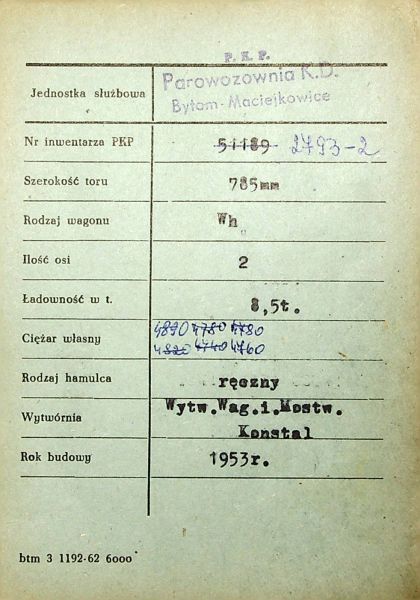 P. K. P.
Jednostka służbowa Parowozownia K.D.
Bytom-Maciejkowice
Nr inwentarza PKP 51189 2793-2
Szerokość toru 785mm
Rodzaj wagonu Wh
Ilość osi 2
Ładowność w t. 8,5t.
4890 4780 4780
Ciężar własny
4820 4740 4760
Rodzaj hamulca ręczny
Wytw.Wag.i.Mostw.
Wytwórnia
Konstal
Rok budowy 1953r.
btm 3 1192-62 6000